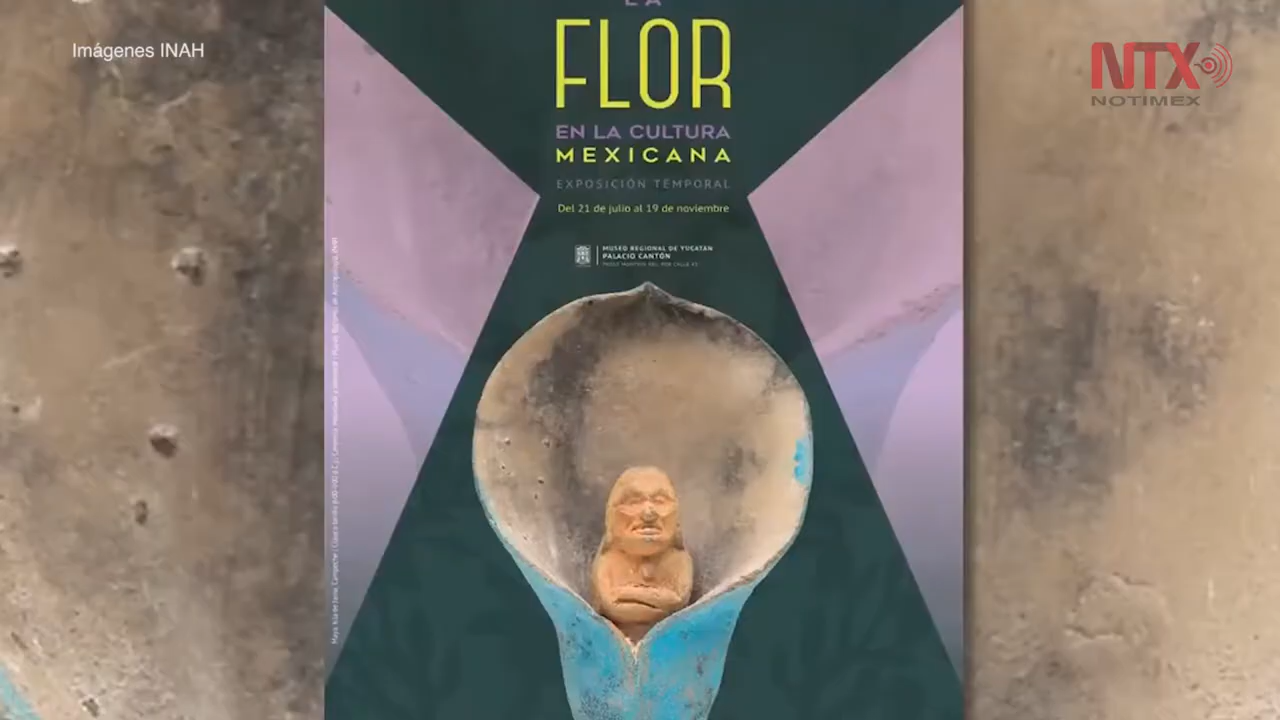 Imágenes INAH
NTX
NOTIMEX
LA
FLOR
EN LA CULTURA
MEXICANA
EXPOSICIÓN TEMPORAL
Del 21 de julio al 19 de noviembre
MUSEO REGIONAL DE YUCATÁN
PALACIO CANTÓN